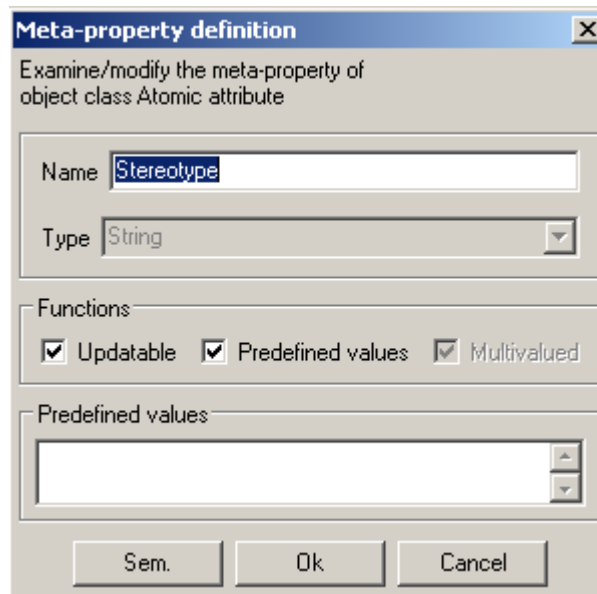 Meta-property definition
Examine/modify the meta-property of
object class Atomic attribute
Name Stereotype
Type String
Functions
Updatable Predefined values Multivalued
Predefined values
Sem. Ok Cancel